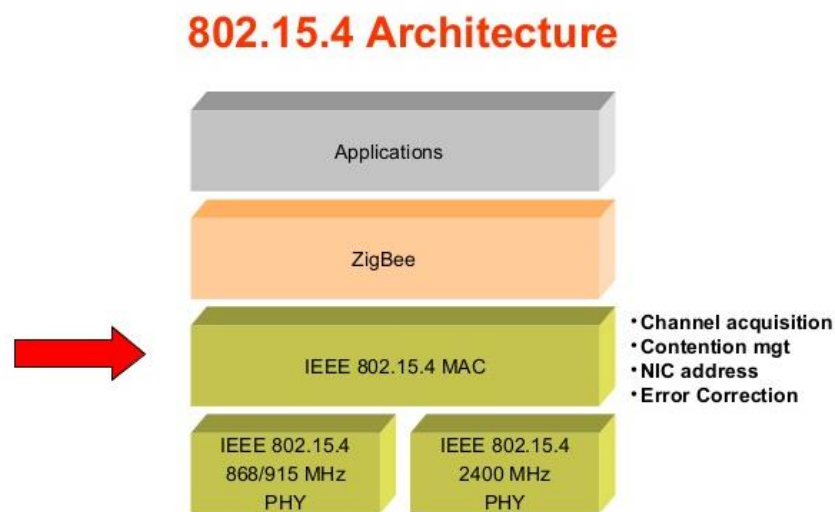 802.15.4 Architecture
Applications
ZigBee
IEEE 802.15.4 MAC
• Channel acquisition
• Contention mgt
• NIC address
• Error Correction
IEEE 802.15.4
868/915 MHz
PHY
IEEE 802.15.4
2400 MHz
PHY